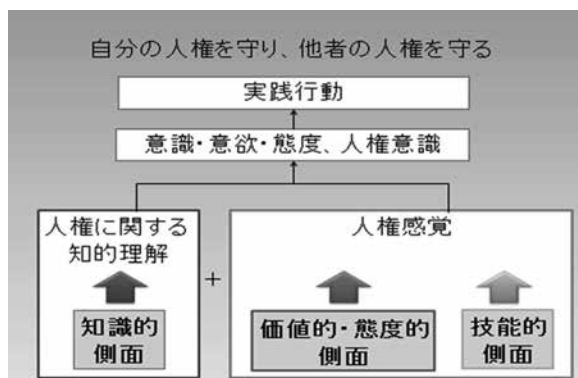 自分の人権を守り、他者の人権を守る
実践行動
意識・意欲・態度、人権意識
人権に関する
知的理解
+
人権感覚
知識的
側面
価値的・態度的
側面
技能的
側面